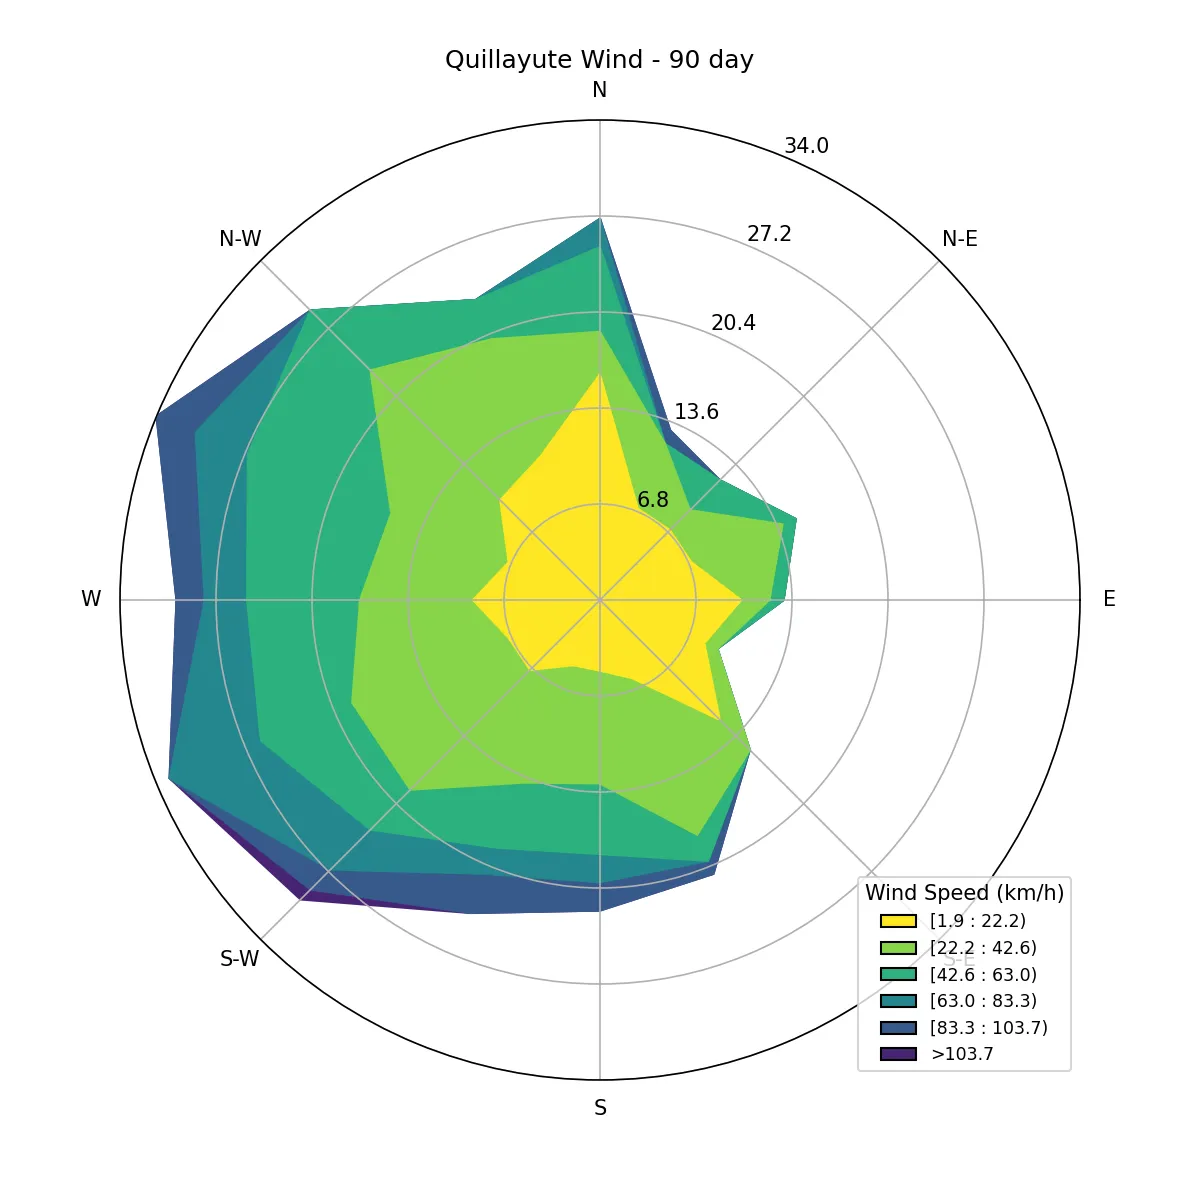 Quillayute Wind - 90 day
N
34.0
27.2
N-W
N-E
20.4
13.6
6.8
W
E
Wind Speed (km/h)
[1.9 : 22.2)
[22.2 : 42.6)
S-W
S-E
[42.6 : 63.0)
[63.0 : 83.3)
[83.3 : 103.7)
>103.7
S